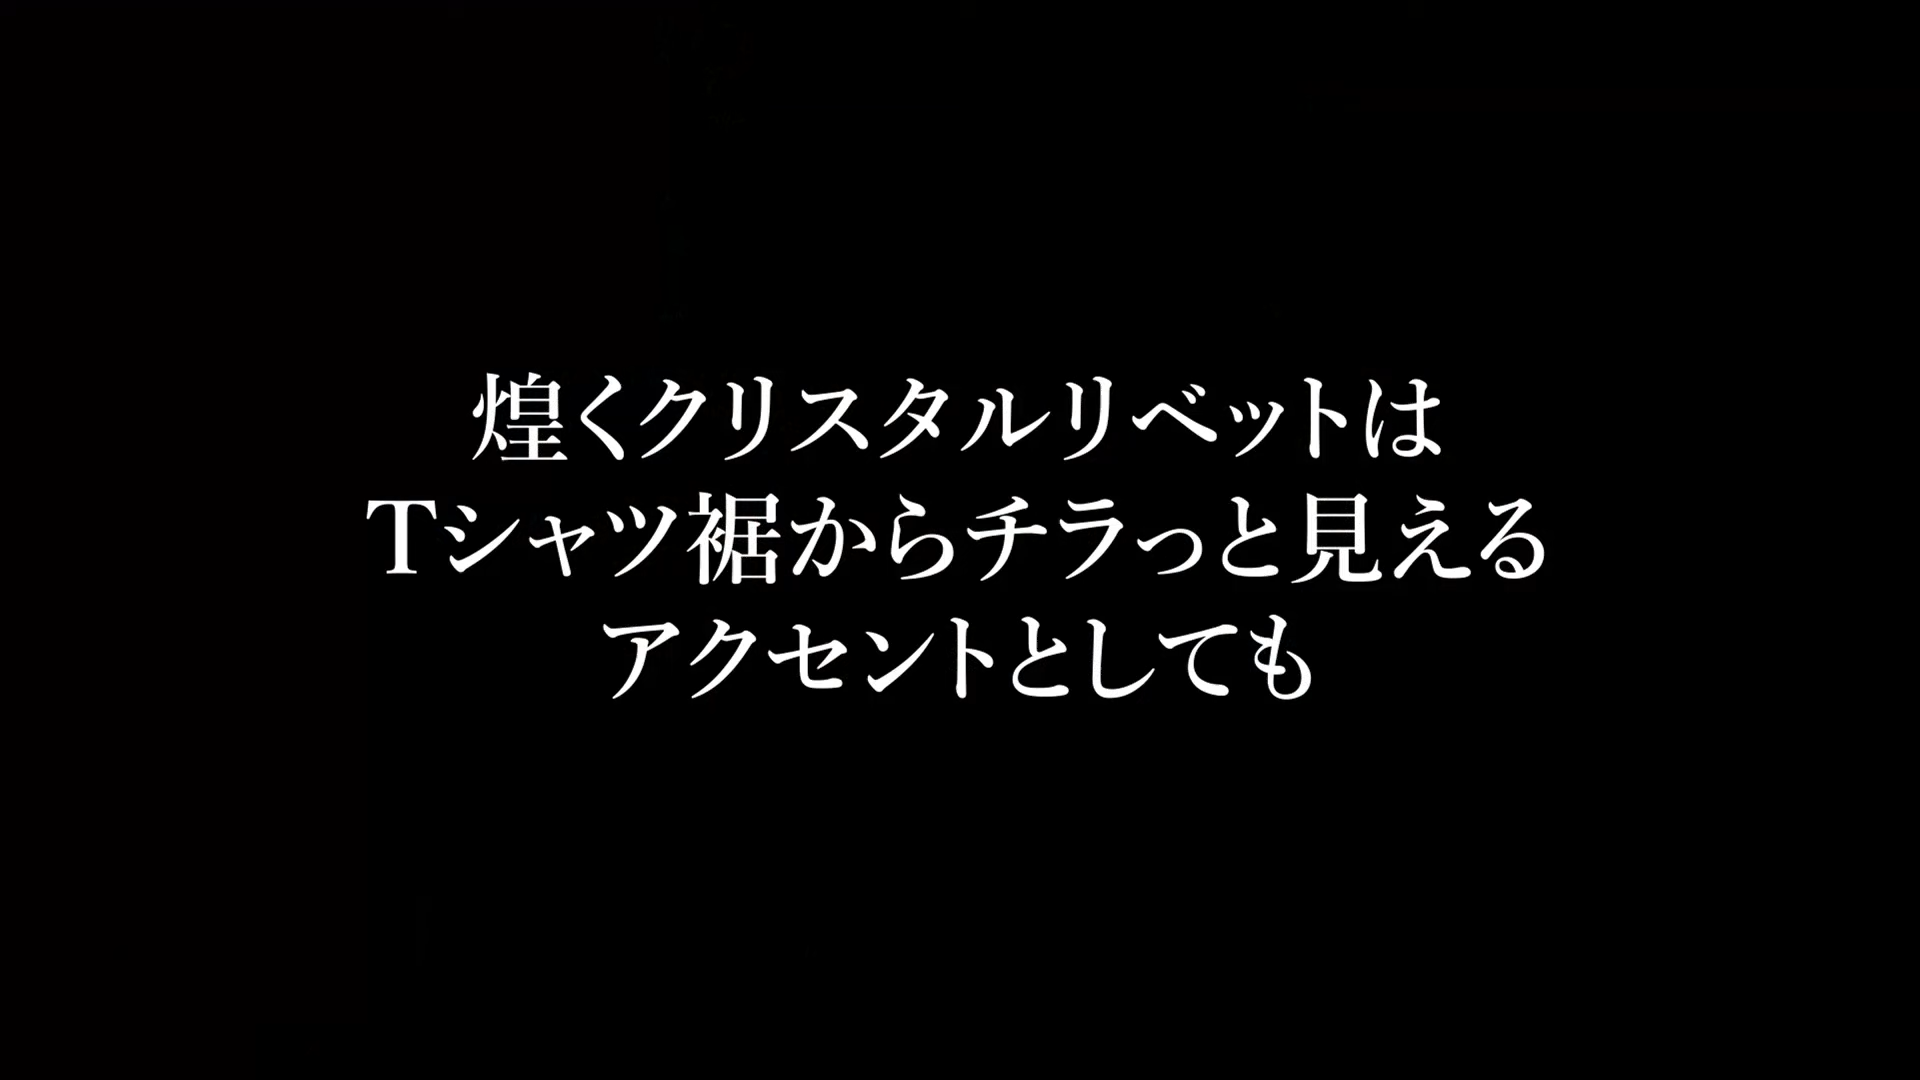 煌くクリスタルリベットは
Tシャツ裾からチラっと見える
アクセントとしても